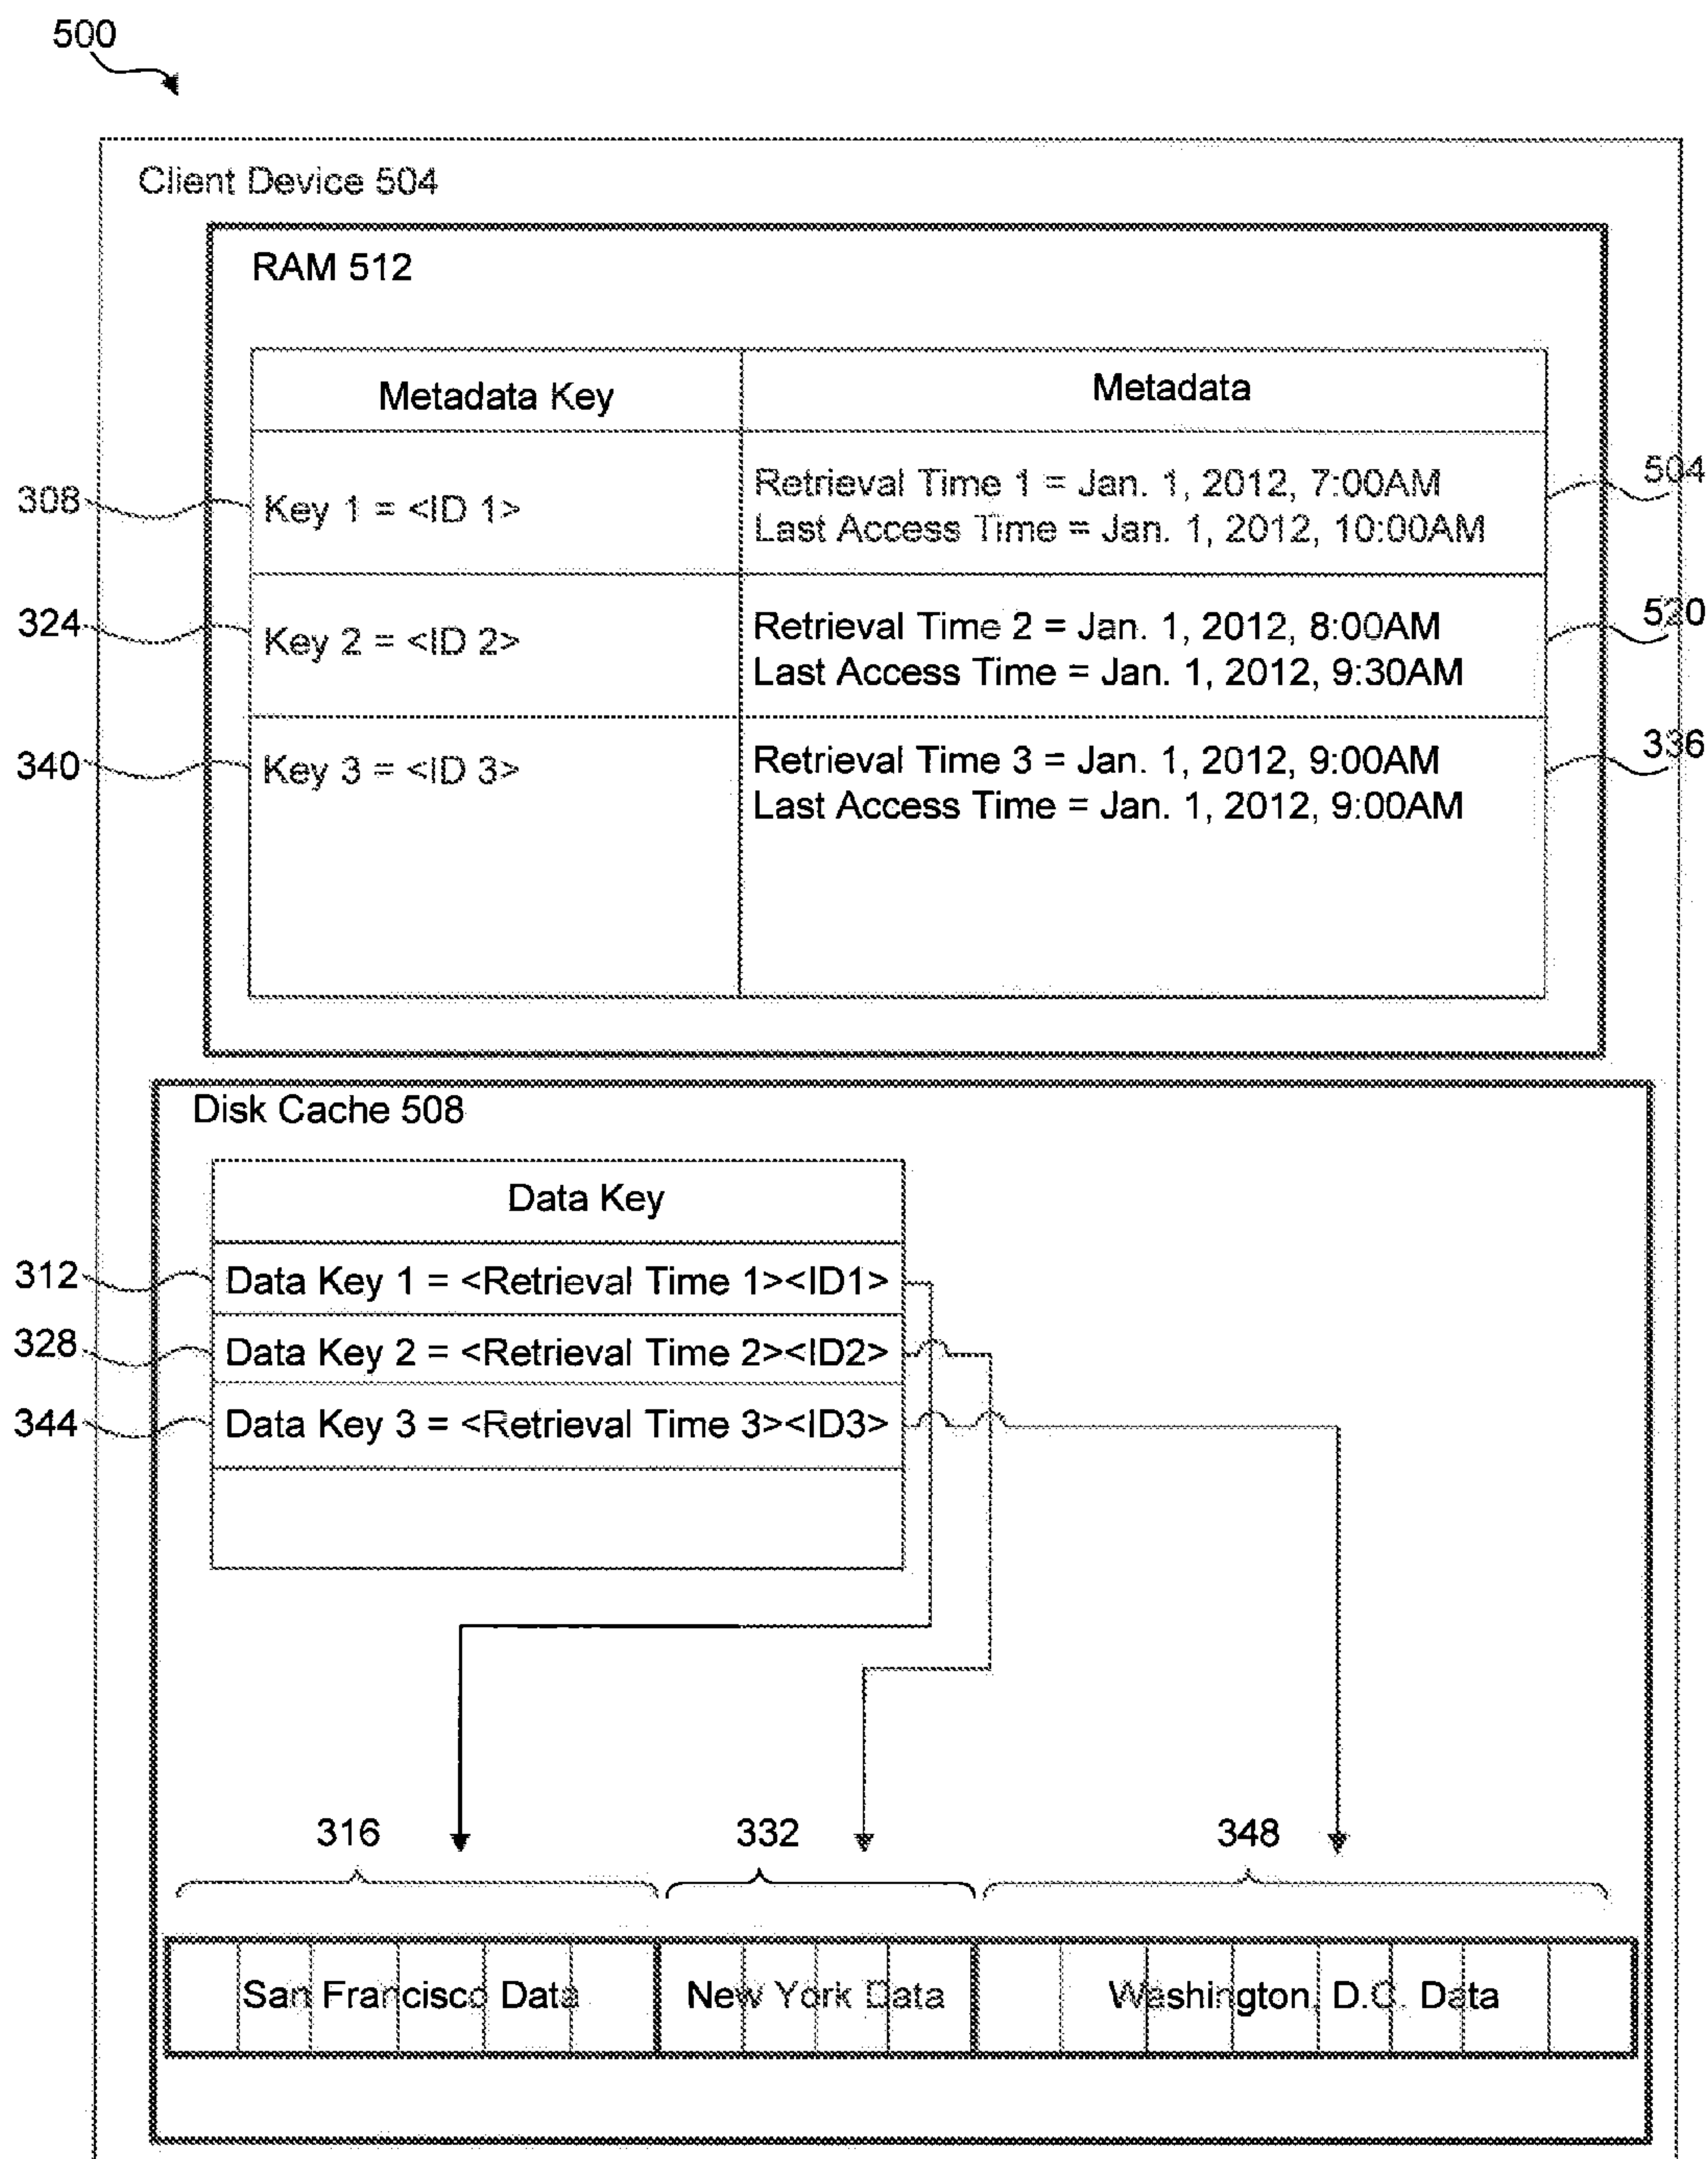 500
Client Device 504
RAM 512
Metadata Key
Metadata
308
Key 1 = <ID 1>
Retrieval Time 1 = Jan. 1, 2012, 7:00AM
Last Access Time = Jan. 1, 2012, 10:00AM
504
324
Key 2 = <ID 2>
Retrieval Time 2 = Jan. 1, 2012, 8:00AM
Last Access Time = Jan. 1, 2012, 9:30AM
520
340
Key 3 = <ID 3>
Retrieval Time 3 = Jan. 1, 2012, 9:00AM
Last Access Time = Jan. 1, 2012, 9:00AM
336
Disk Cache 508
Data Key
312
Data Key 1 = <Retrieval Time 1><ID1>
328
Data Key 2 = <Retrieval Time 2><ID2>
344
Data Key 3 = <Retrieval Time 3><ID3>
316
332
348
San Francisco Data
New York Data
Washington, D.C. Data